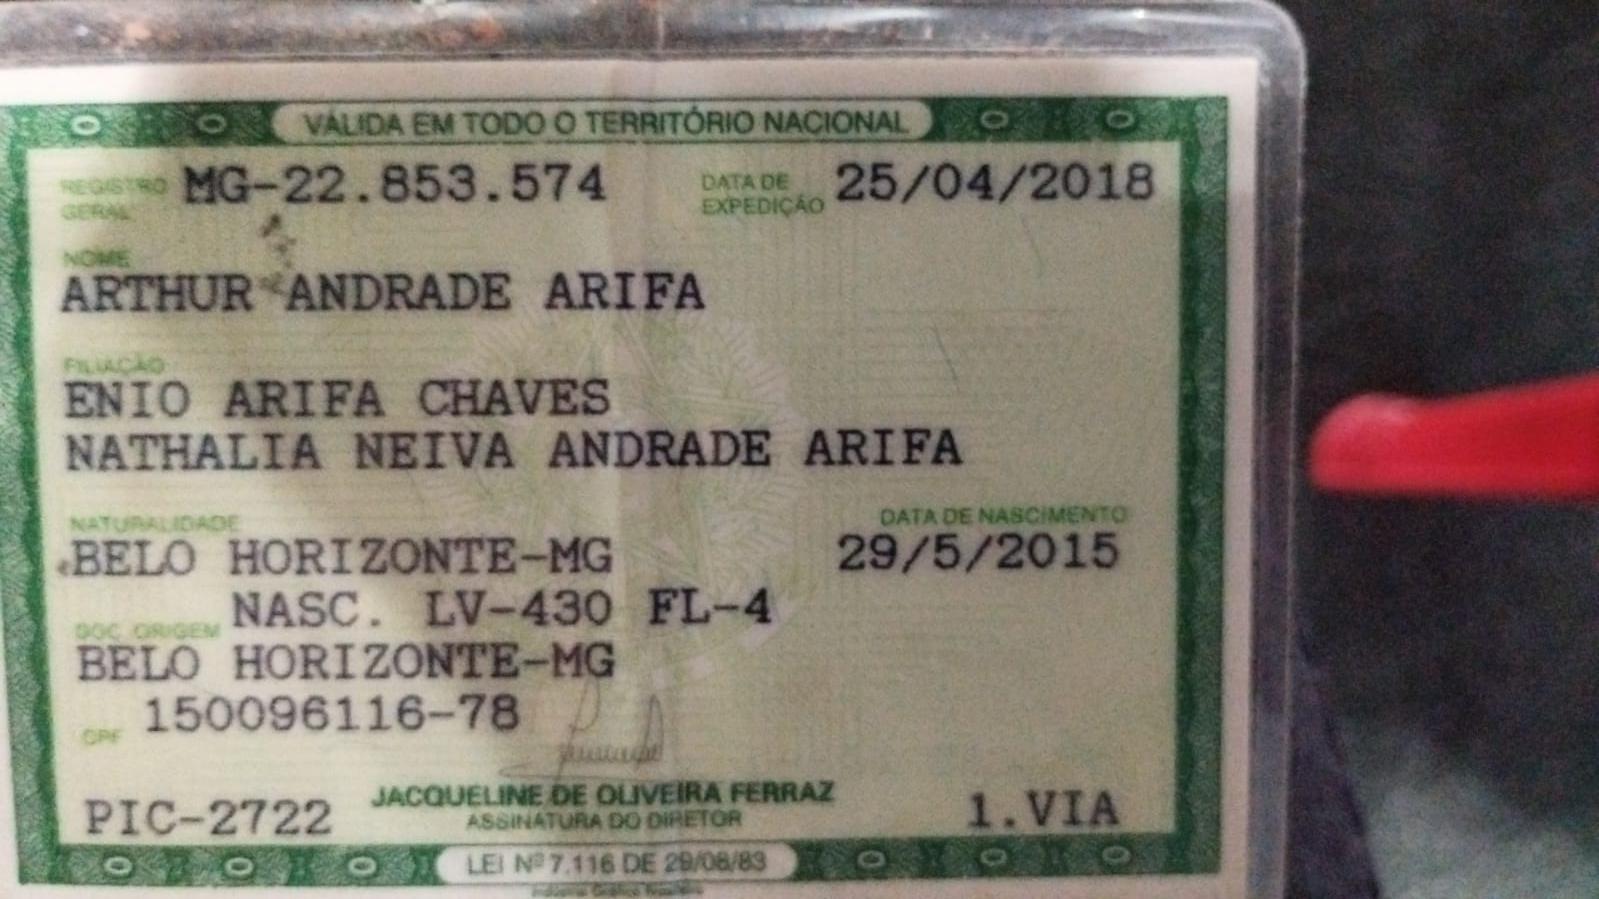 VÁLIDA EM TODO O TERRITÓRIO NACIONAL
REGISTRO GERAL MG-22.853.574 DATA DE EXPEDIÇÃO 25/04/2018
NOME
ARTHUR ANDRADE ARIFA
FILIAÇÃO
ENIO ARIFA CHAVES
NATHALIA NEIVA ANDRADE ARIFA
NATURALIDADE DATA DE NASCIMENTO
BELO HORIZONTE-MG 29/5/2015
DOC. ORIGEM NASC. LV-430 FL-4
BELO HORIZONTE-MG
CPF 150096116-78
JACQUELINE DE OLIVEIRA FERRAZ
PIC-2722 ASSINATURA DO DIRETOR 1.VIA
LEI Nº 7.116 DE 29/08/83